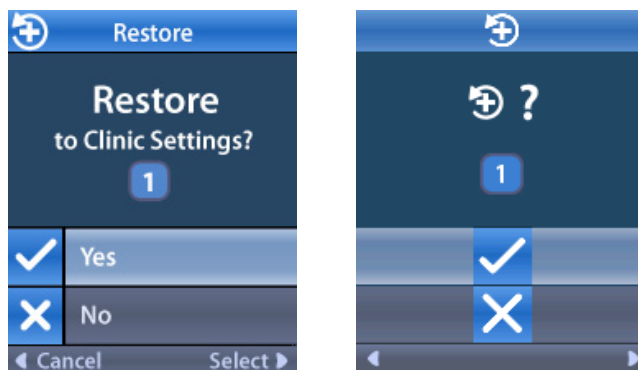 Restore
Restore
to Clinic Settings?
1
Yes
No
Cancel Select
?
1